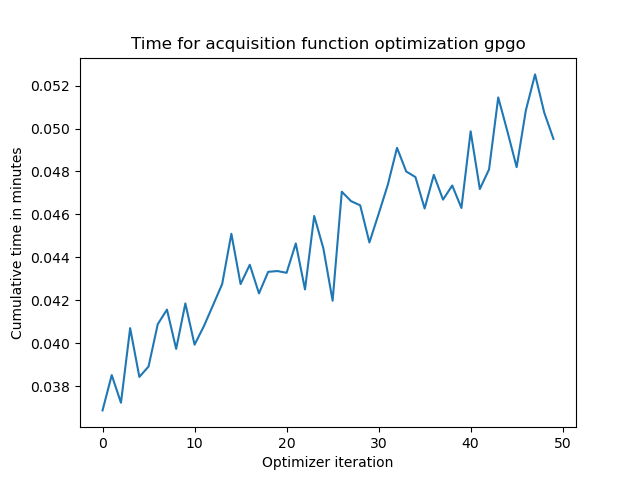 Time for acquisition function optimization gpgo
0.052
0.050
0.048
0.046
0.044
0.042
0.040
0.038
Cumulative time in minutes
0 10 20 30 40 50
Optimizer iteration